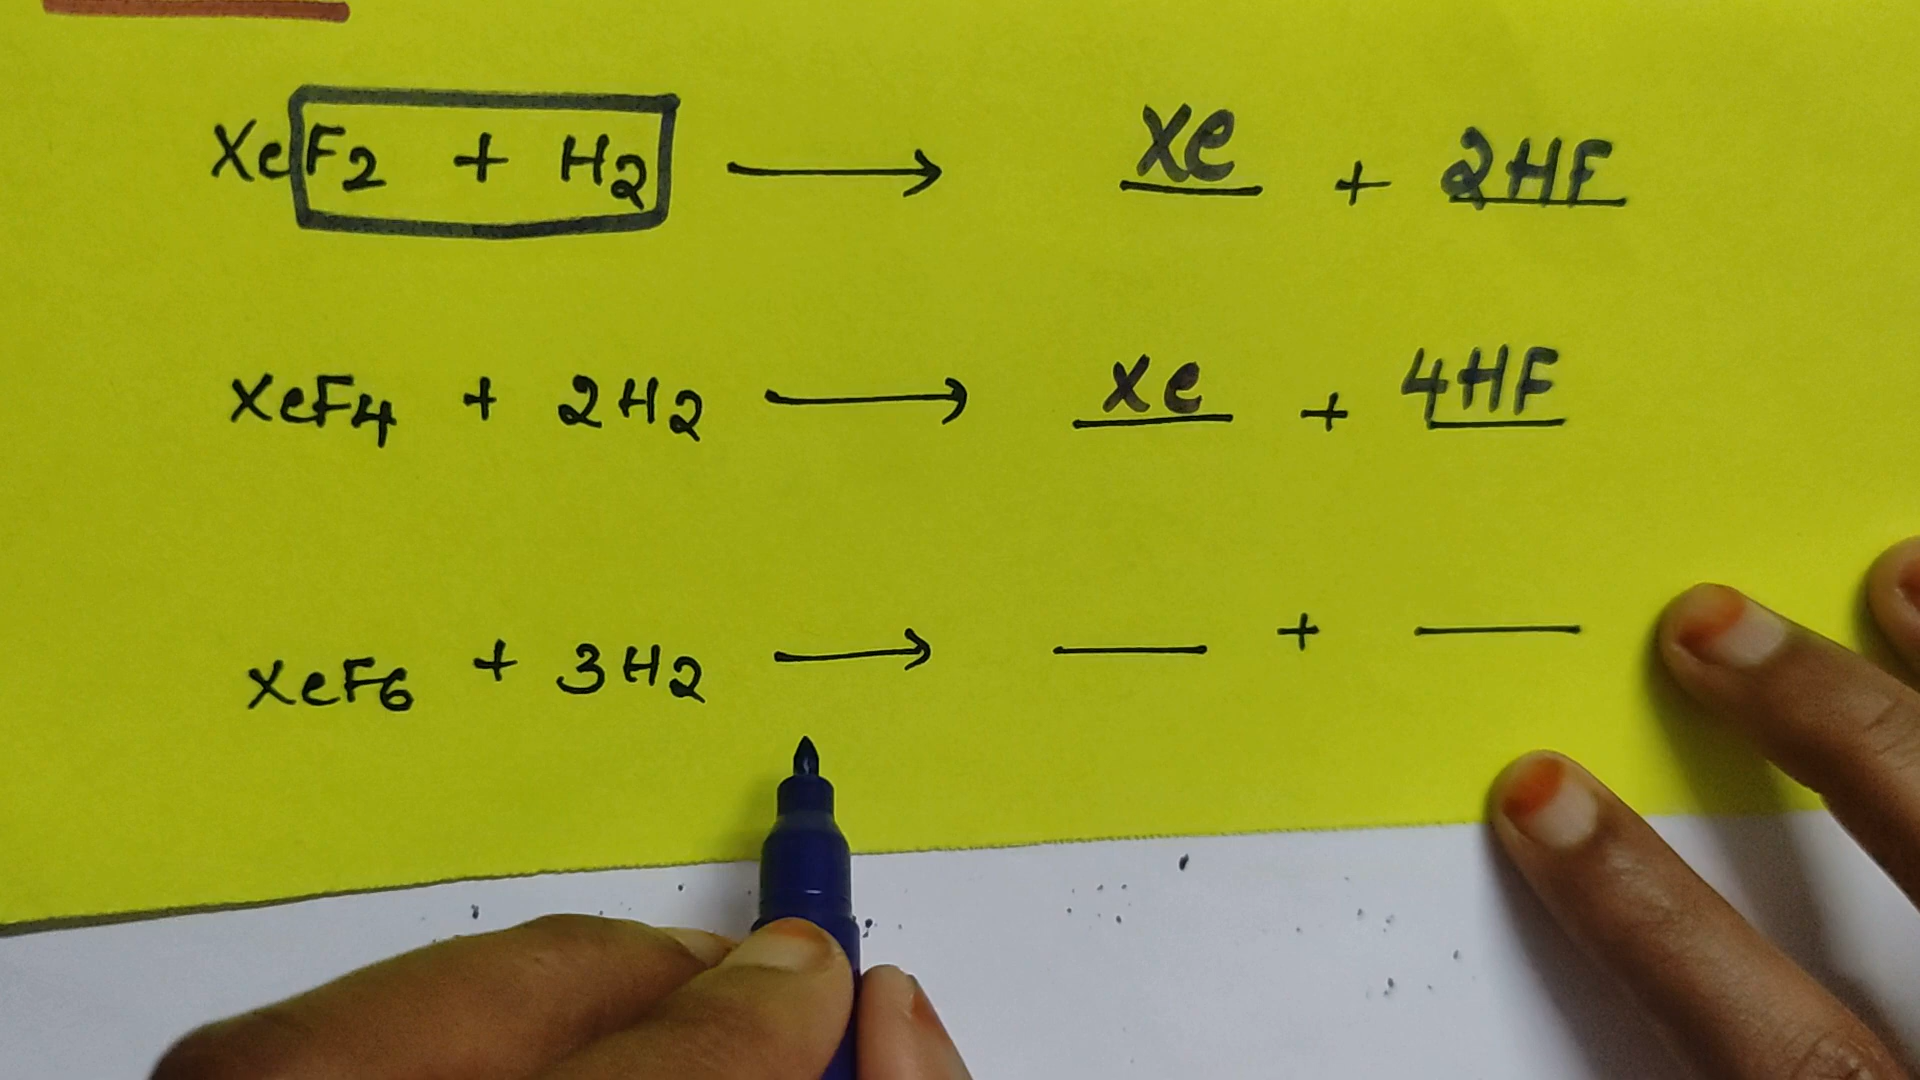 XeF2 + H2 ⟶ Xe + 2HF
XeF4 + 2H2 ⟶ Xe + 4HF
XeF6 + 3H2 ⟶ ___ + ___